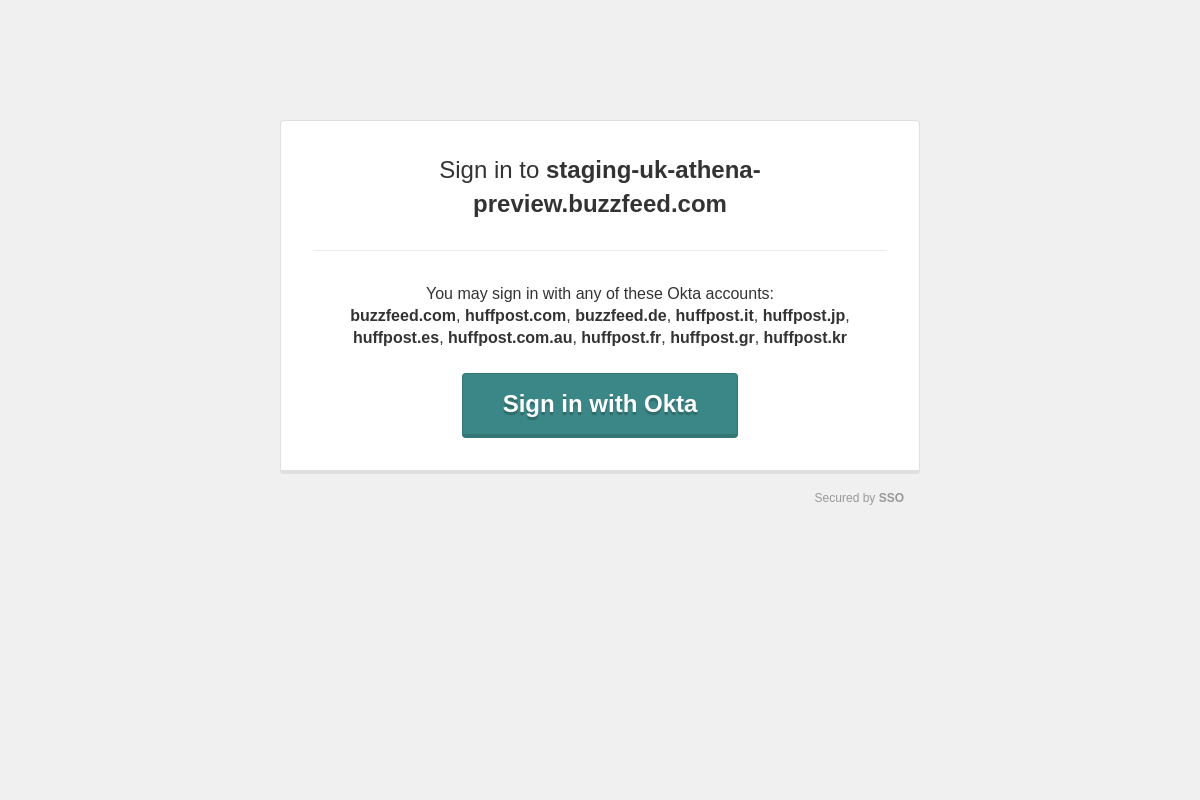 Sign in to staging-uk-athena-
preview.buzzfeed.com
You may sign in with any of these Okta accounts:
buzzfeed.com, huffpost.com, buzzfeed.de, huffpost.it, huffpost.jp,
huffpost.es, huffpost.com.au, huffpost.fr, huffpost.gr, huffpost.kr
Sign in with Okta
Secured by SSO